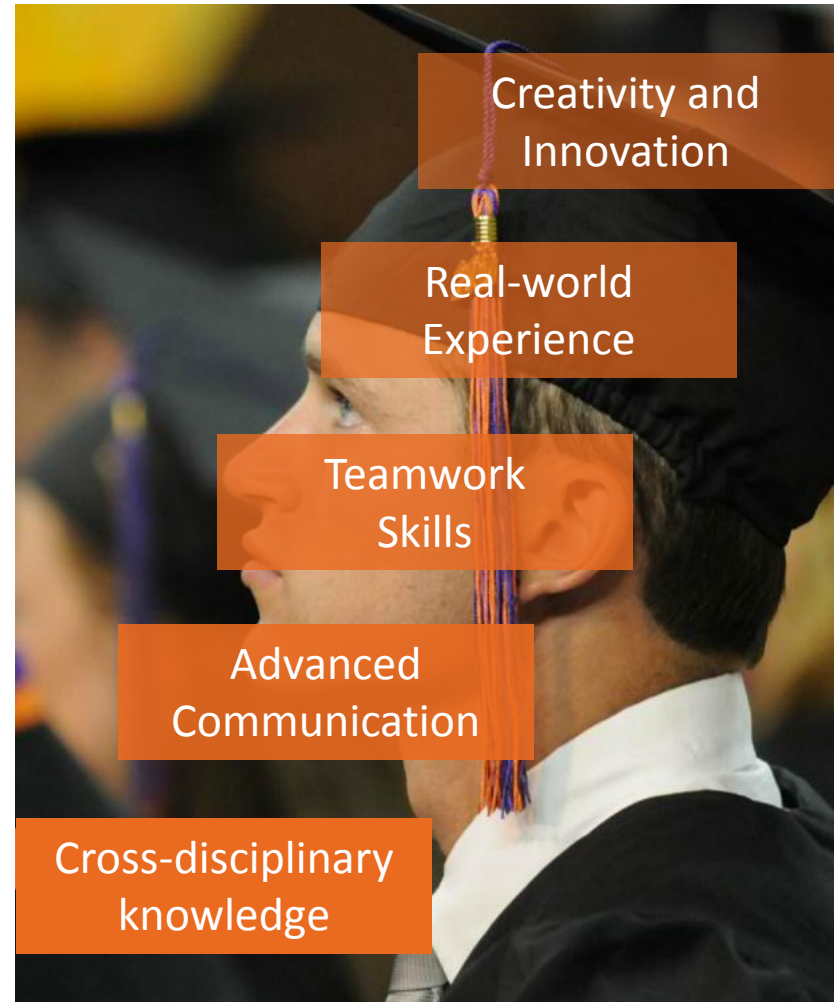 Creativity and
Innovation
Real-world
Experience
Teamwork
Skills
Advanced
Communication
Cross-disciplinary
knowledge